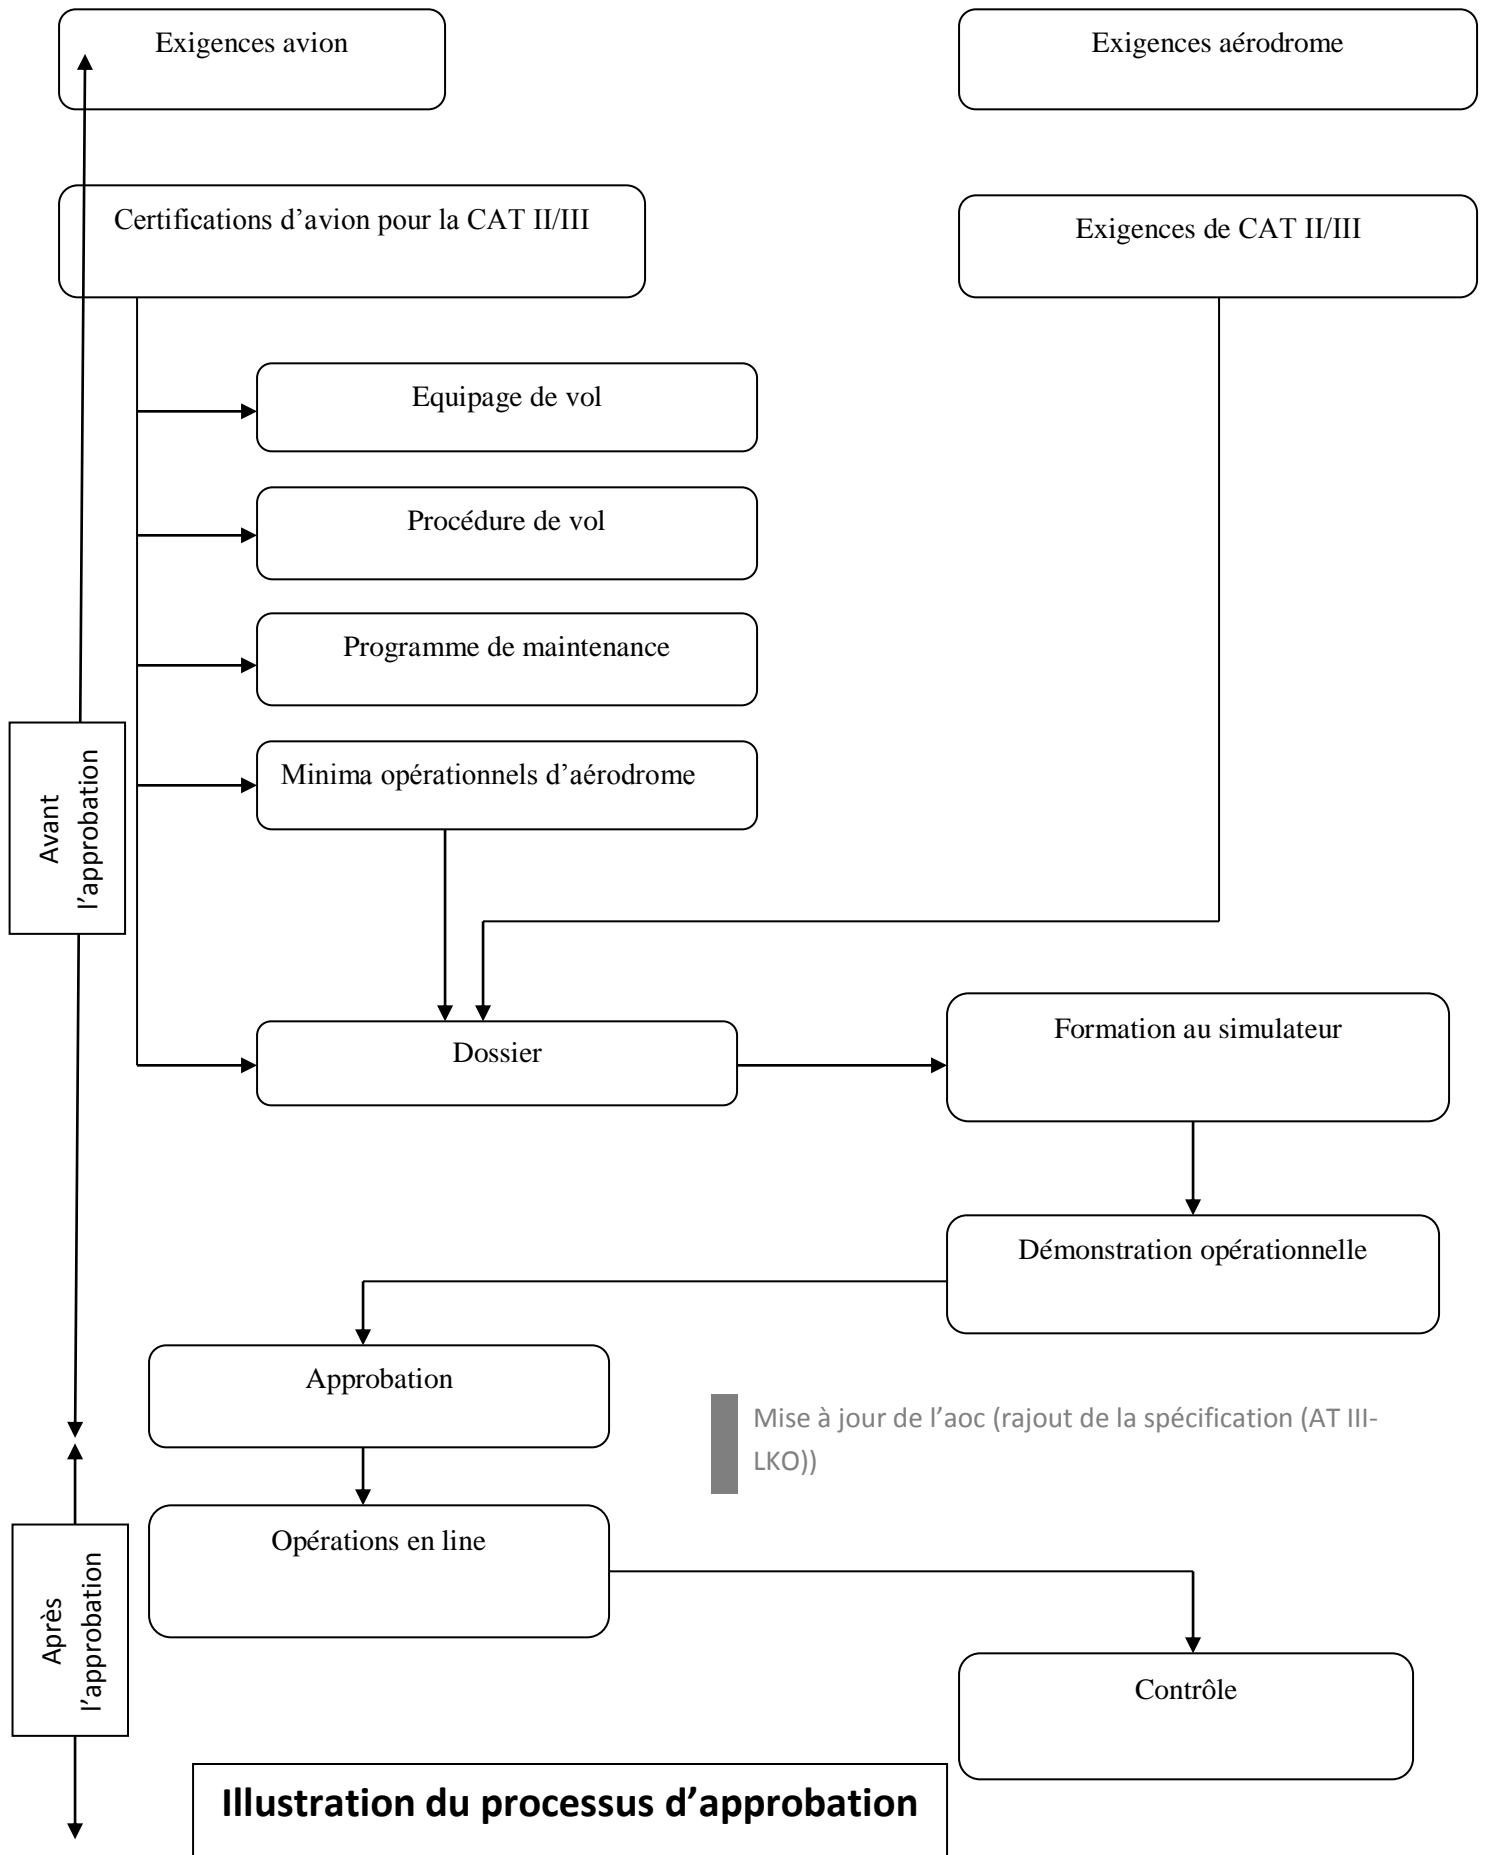 Exigences avion
Exigences aérodrome
Certifications d’avion pour la CAT II/III
Exigences de CAT II/III
Equipage de vol
Procédure de vol
Programme de maintenance
Minima opérationnels d’aérodrome
Avant
l’approbation
Dossier
Formation au simulateur
Démonstration opérationnelle
Approbation
Mise à jour de l’aoc (rajout de la spécification (AT III-
LKO))
Opérations en line
Après
l’approbation
Contrôle
Illustration du processus d’approbation